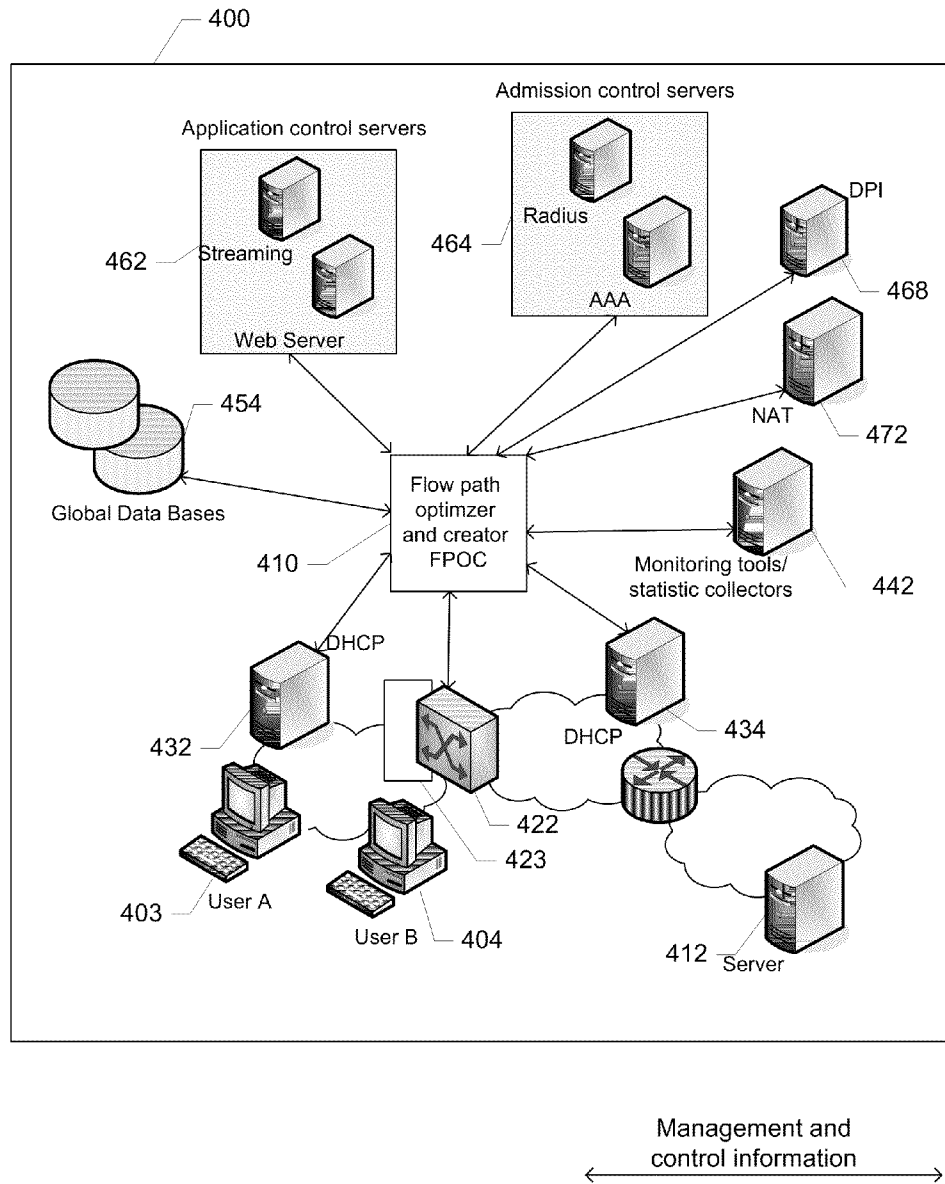 400
Admission control servers
Application control servers
DPI
Radius
464
462
Streaming
468
AAA
Web Server
454
NAT
472
Flow path
optimzer
and creator
FPOC
Global Data Bases
410
Monitoring tools/
statistic collectors
442
DHCP
432
DHCP
434
422
423
403
User A
User B
404
412
Server
Management and
control information